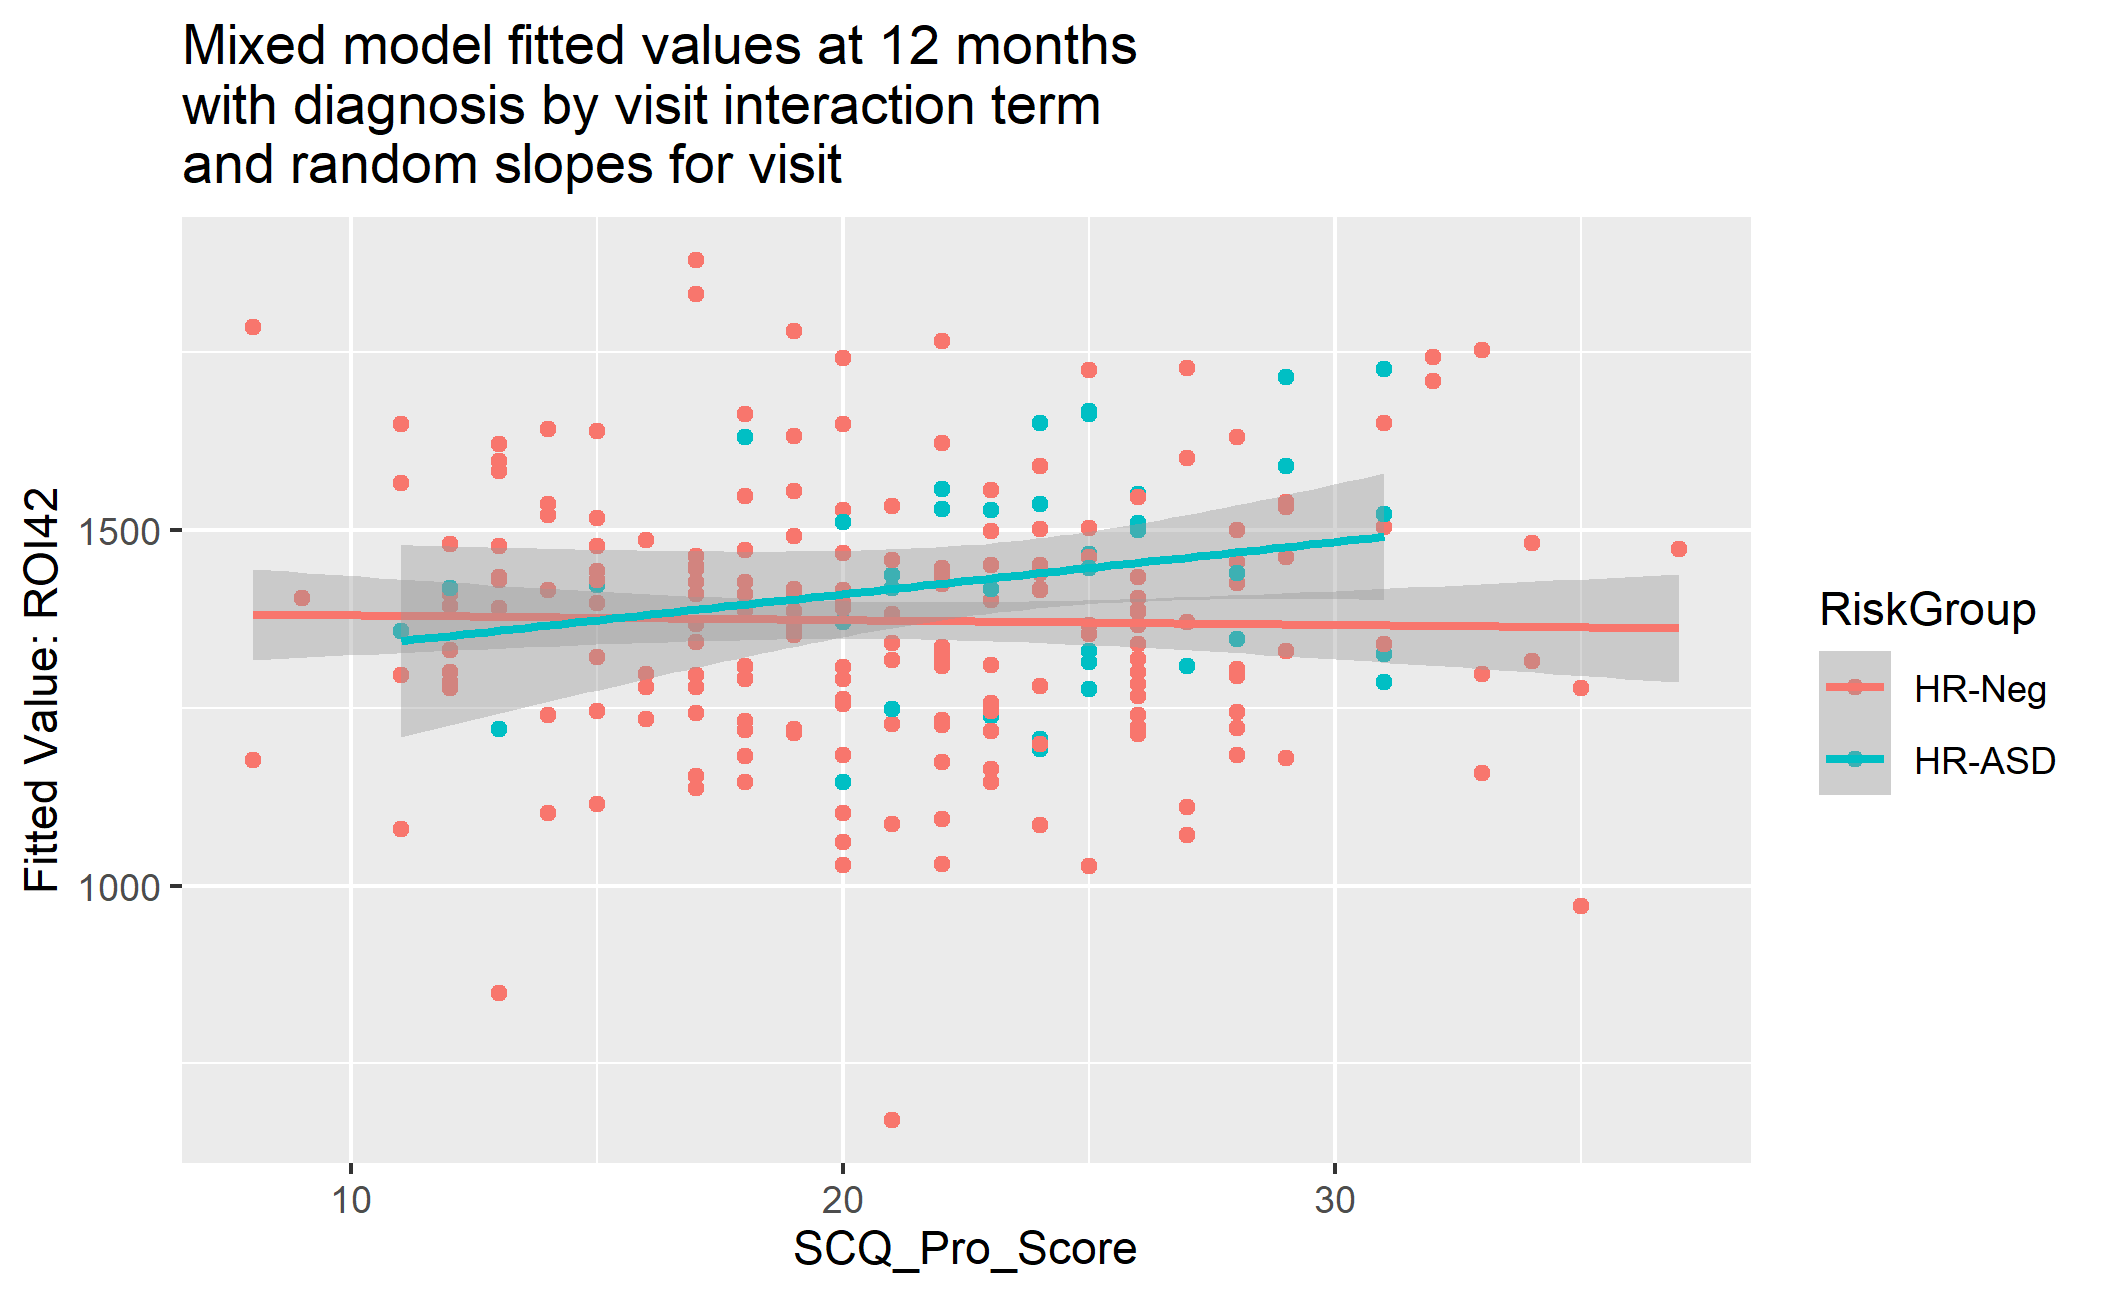 Mixed model fitted values at 12 months
with diagnosis by visit interaction term
and random slopes for visit
Fitted Value: ROI42
1500
1000
10
20
30
SCQ_Pro_Score
RiskGroup
HR-Neg
HR-ASD